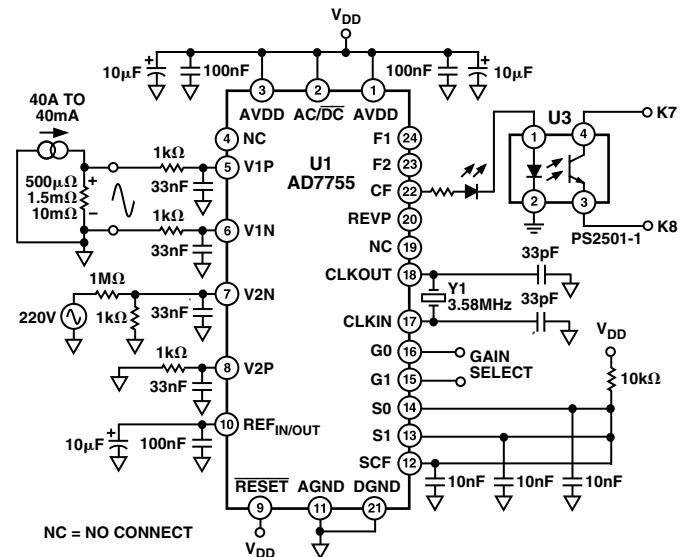 VDD
10μF
+
100nF
100nF
+
10μF
3
2
1
AVDD
AC/DC
AVDD
40A TO
40mA
4
NC
U1
AD7755
F1
24
F2
23
CF
22
REVP
20
NC
19
CLKOUT
18
CLKIN
17
G0
16
G1
15
S0
14
S1
13
SCF
12
U3
1
4
2
3
K7
K8
PS2501-1
500μΩ
1.5mΩ
10mΩ
+
–
1kΩ
5
V1P
33nF
1kΩ
6
V1N
33nF
1MΩ
7
V2N
220V
1kΩ
33nF
1kΩ
8
V2P
33nF
10
REFIN/OUT
10μF
+
100nF
33pF
Y1
3.58MHz
33pF
GAIN
SELECT
VDD
10kΩ
10nF
10nF
10nF
RESET
AGND
DGND
9
11
21
VDD
NC = NO CONNECT